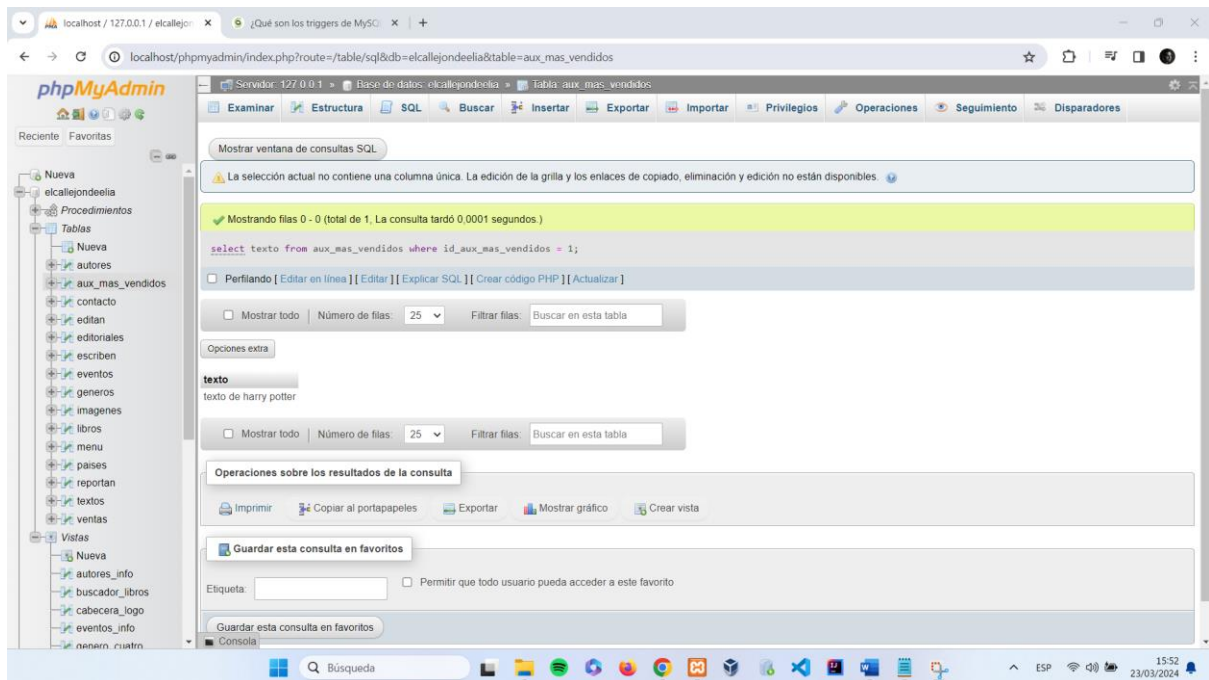 localhost / 127.0.0.1 / elcallejon
¿Qué son los triggers de MySQ
localhost/phpmyadmin/index.php?route=/table/sql&db=elcallejondeelia&table=aux_mas_vendidos
phpMyAdmin
Reciente Favoritas
Nueva
elcallejondeelia
Procedimientos
Tablas
Nueva
autores
aux_mas_vendidos
contacto
editan
editoriales
escriben
eventos
generos
imagenes
libros
menu
paises
reportan
textos
ventas
Vistas
Nueva
autores_info
buscador_libros
cabecera_logo
eventos_info
genero_cuatro
Servidor: 127.0.0.1 » Base de datos: elcallejondeelia » Tabla: aux_mas_vendidos
Examinar Estructura SQL Buscar Insertar Exportar Importar Privilegios Operaciones Seguimiento Disparadores
Mostrar ventana de consultas SQL
La selección actual no contiene una columna única. La edición de la grilla y los enlaces de copiado, eliminación y edición no están disponibles.
Mostrando filas 0 - 0 (total de 1, La consulta tardó 0,0001 segundos.)
select texto from aux_mas_vendidos where id_aux_mas_vendidos = 1;
Perfilando [ Editar en línea ] [ Editar ] [ Explicar SQL ] [ Crear código PHP ] [ Actualizar ]
Mostrar todo | Número de filas: 25 Filtrar filas: Buscar en esta tabla
Opciones extra
texto
texto de harry potter
Mostrar todo | Número de filas: 25 Filtrar filas: Buscar en esta tabla
Operaciones sobre los resultados de la consulta
Imprimir Copiar al portapapeles Exportar Mostrar gráfico Crear vista
Guardar esta consulta en favoritos
Etiqueta: Permitir que todo usuario pueda acceder a este favorito
Guardar esta consulta en favoritos
Consola
Búsqueda
ESP
15:52
23/03/2024